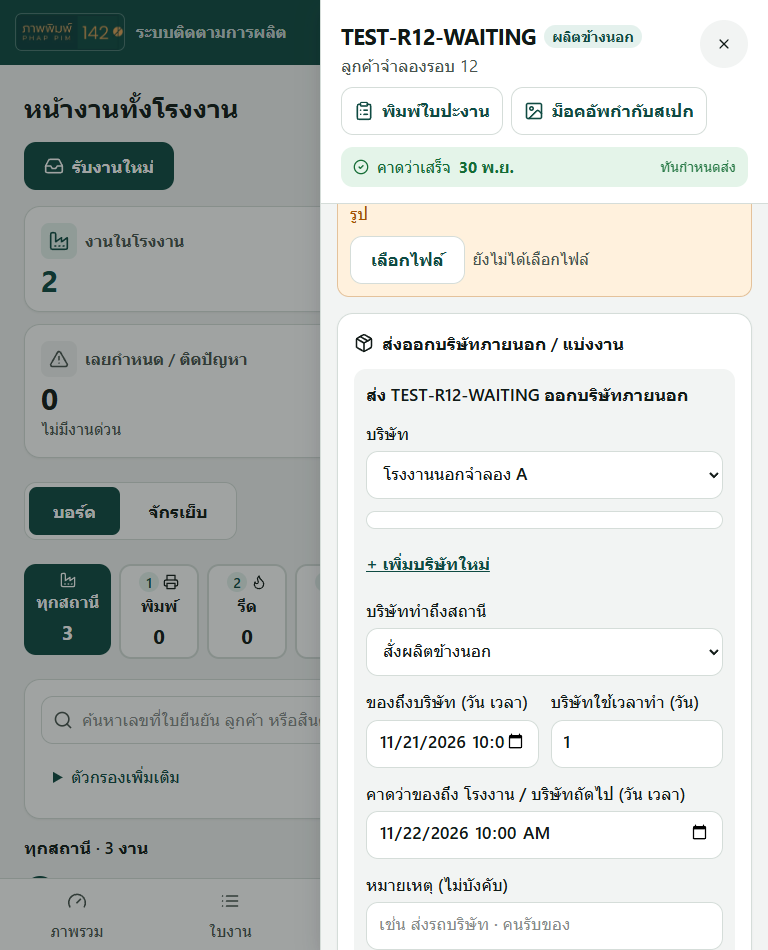 ภาพพิมพ์
PHAP PIM
142
ระบบติดตามการผลิต
หน้างานทั้งโรงงาน
รับงานใหม่
งานในโรงงาน
2
เลยกำหนด / ติดปัญหา
0
ไม่มีงานด่วน
บอร์ด
จักรเย็บ
ทุกสถานี
3
1
พิมพ์
0
2
รีด
0
ค้นหาเลขที่ใบยืนยัน ลูกค้า หรือสิน
ตัวกรองเพิ่มเติม
ทุกสถานี · 3 งาน
ภาพรวม
ใบงาน
TEST-R12-WAITING
ผลิตข้างนอก
ลูกค้าจำลองรอบ 12
พิมพ์ใบปะงาน
ม็อคอัพกำกับสเปก
คาดว่าเสร็จ 30 พ.ย.
ทันกำหนดส่ง
รูป
เลือกไฟล์
ยังไม่ได้เลือกไฟล์
ส่งออกบริษัทภายนอก / แบ่งงาน
ส่ง TEST-R12-WAITING ออกบริษัทภายนอก
บริษัท
โรงงานนอกจำลอง A
+ เพิ่มบริษัทใหม่
บริษัททำถึงสถานี
สั่งผลิตข้างนอก
ของถึงบริษัท (วัน เวลา)
บริษัทใช้เวลาทำ (วัน)
11/21/2026 10:0
1
คาดว่าของถึง โรงงาน / บริษัทถัดไป (วัน เวลา)
11/22/2026 10:00 AM
หมายเหตุ (ไม่บังคับ)
เช่น ส่งรถบริษัท · คนรับของ